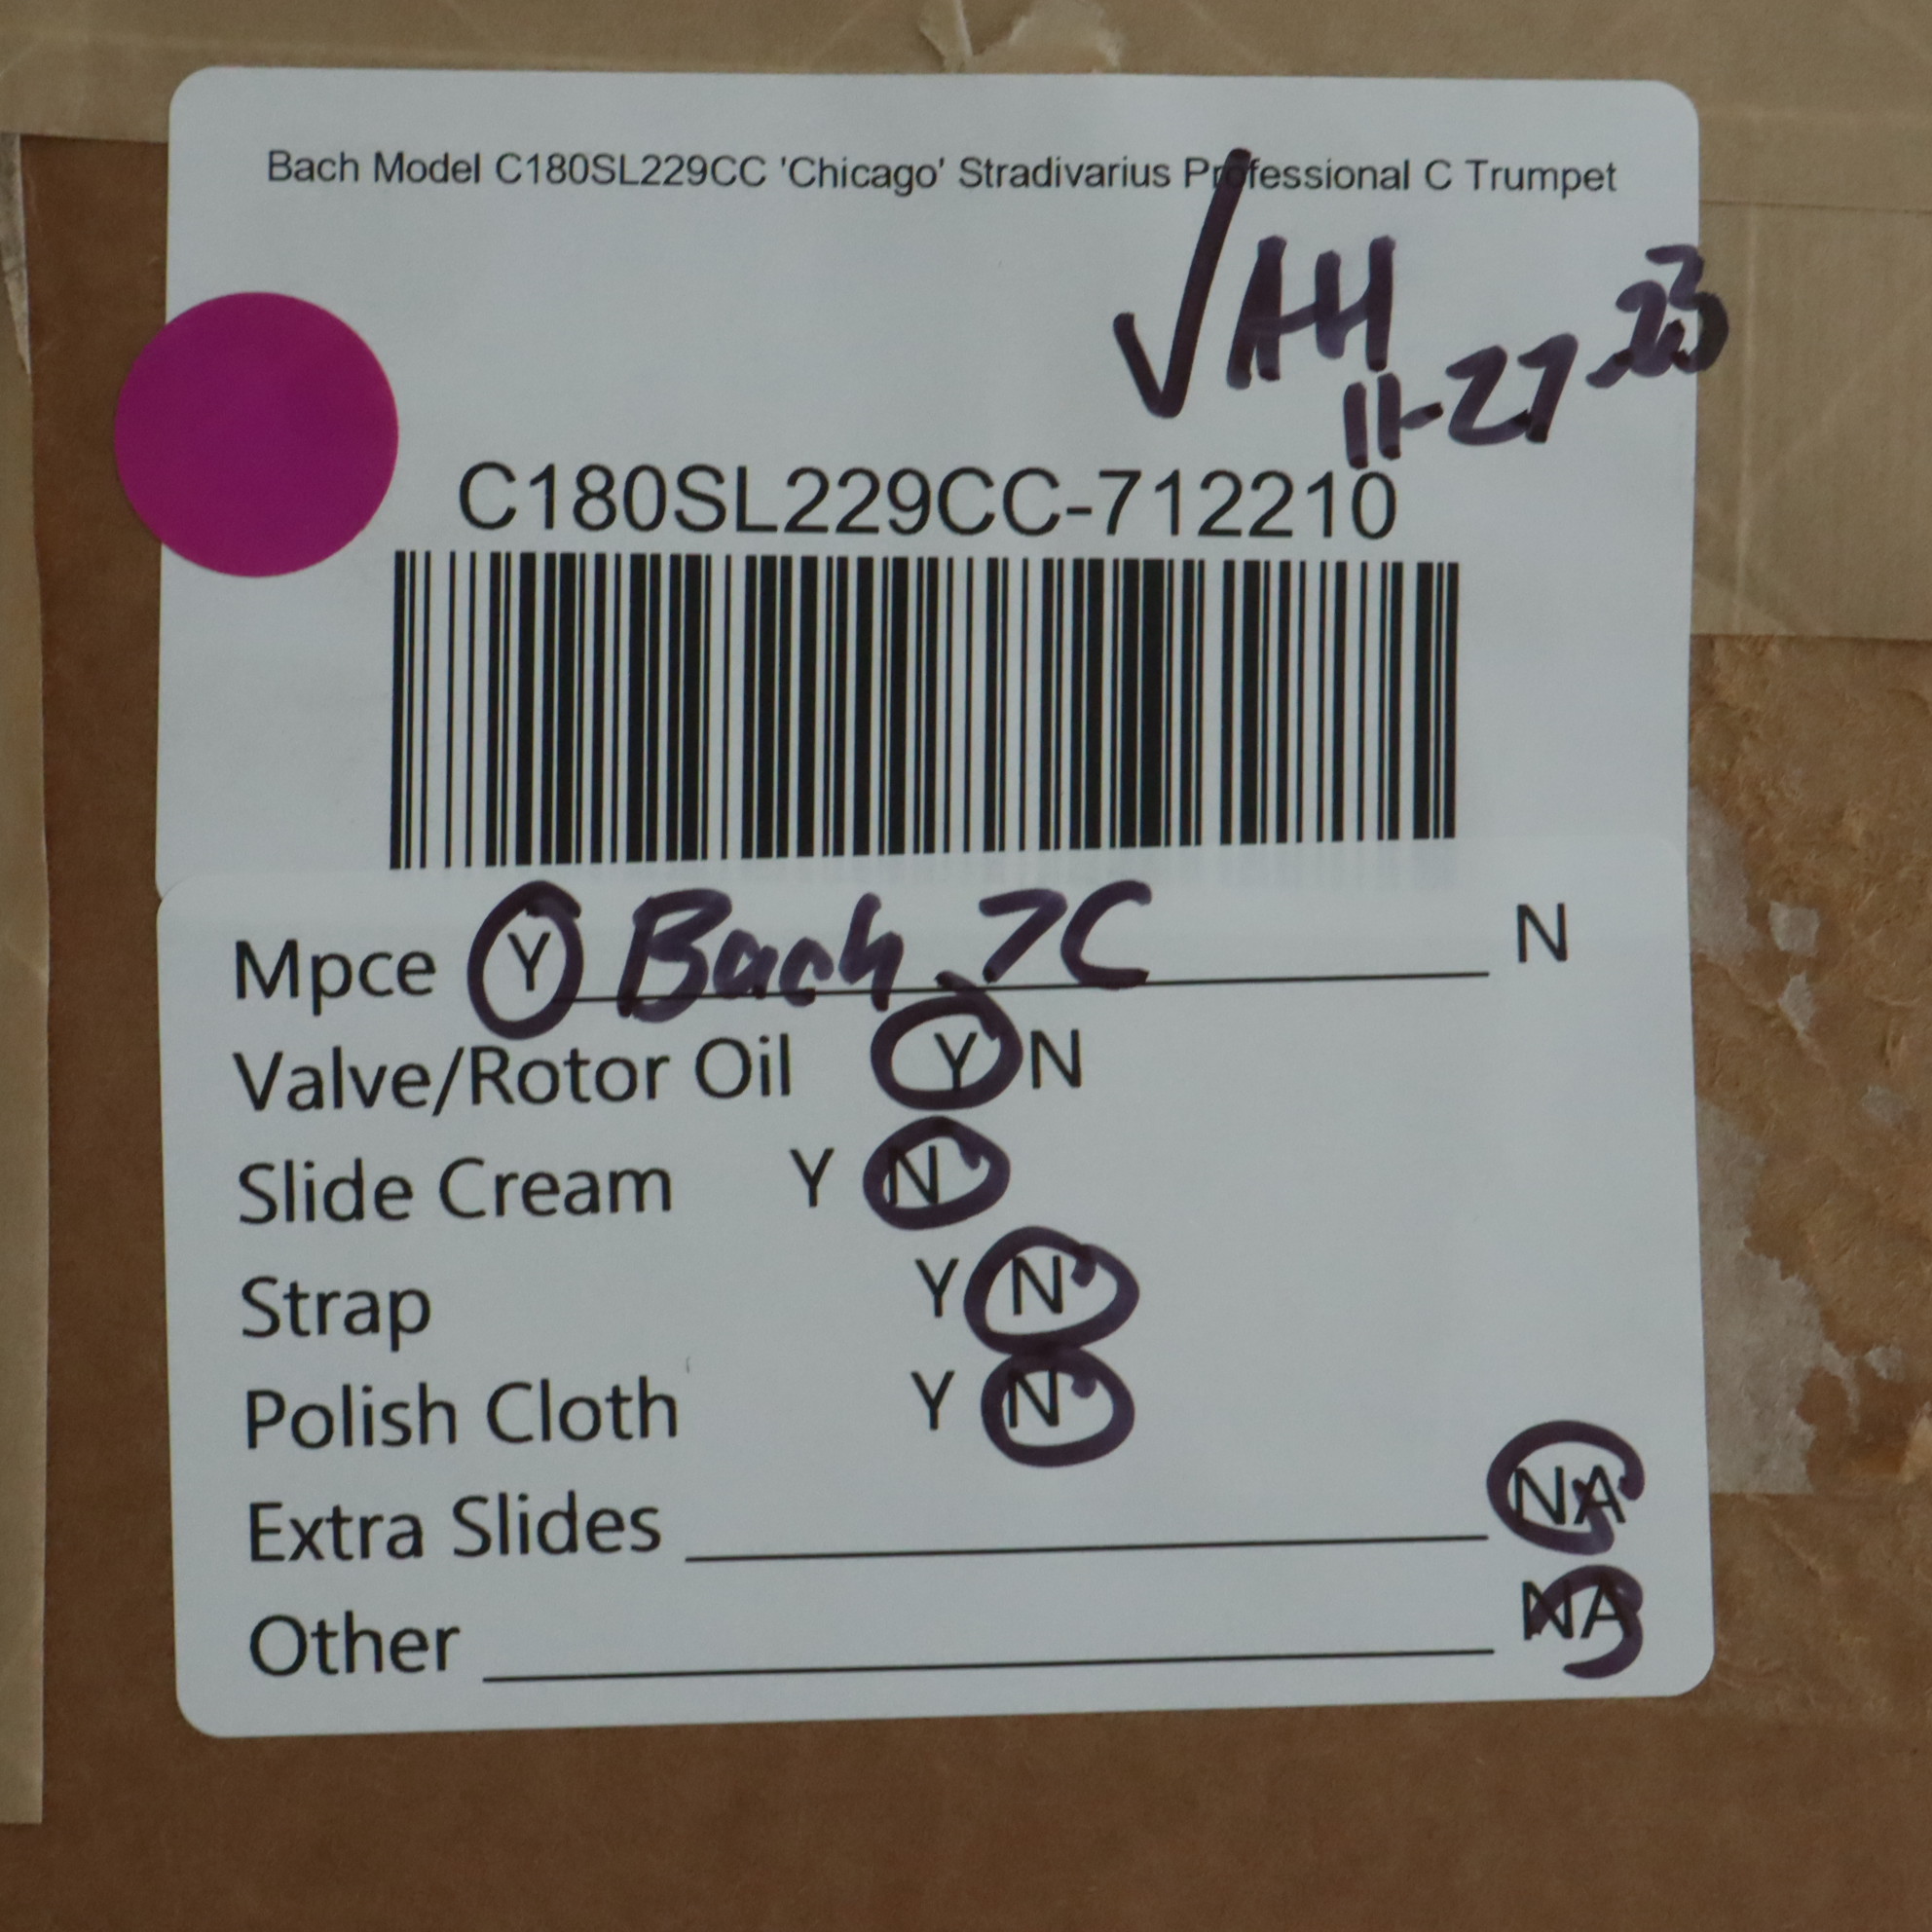 Bach Model C180SL229CC 'Chicago' Stradivarius Professional C Trumpet
√ AH
11-27-23
C180SL229CC-712210
Mpce Y Bach 7C N
Valve/Rotor Oil Y N
Slide Cream Y N
Strap Y N
Polish Cloth Y N
Extra Slides NA
Other NA